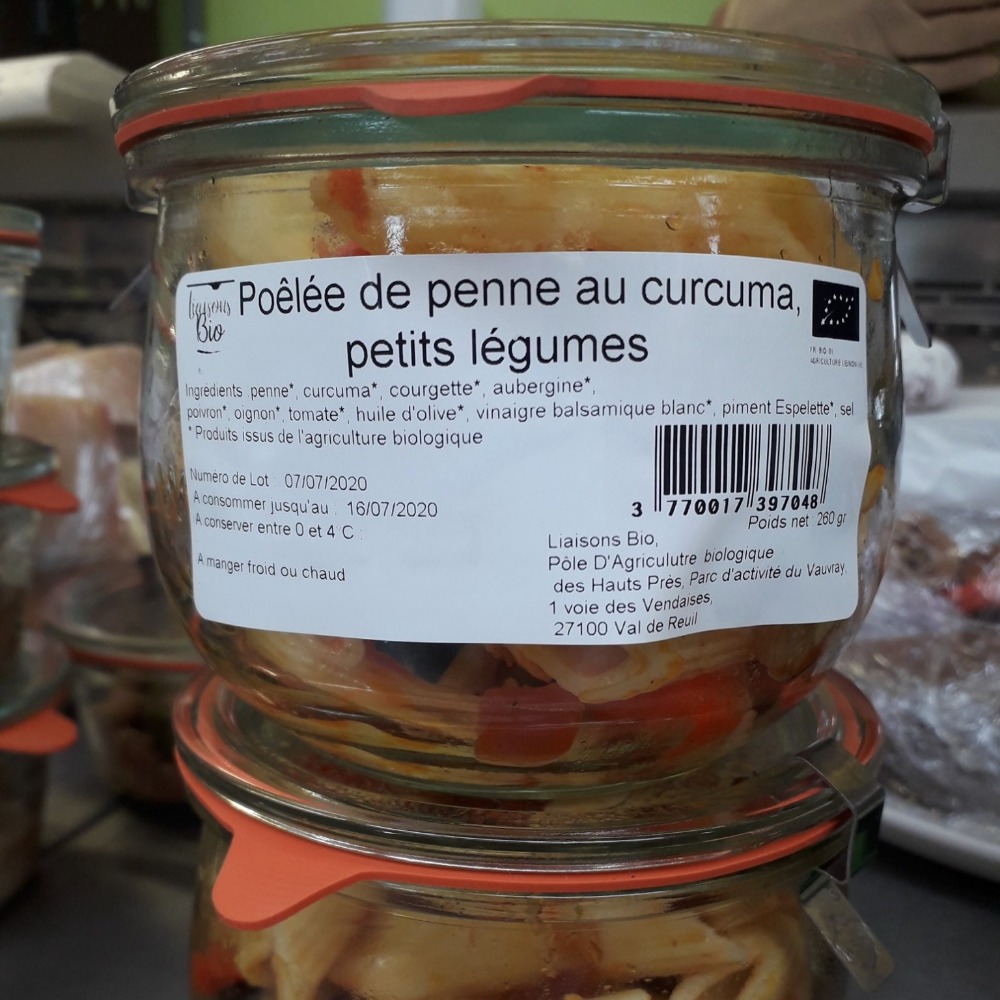 liaisons
Bio
Poêlée de penne au curcuma,
petits légumes
FR-BIO-01
Ingrédients :penne*, curcuma*, courgette*, aubergine*,
poivron*, oignon*, tomate*, huile d'olive*, vinaigre balsamique blanc*, piment Espelette*, sel
* Produits issus de l'agriculture biologique
Numéro de Lot : 07/07/2020
A consommer jusqu'au : 16/07/2020
A conserver entre 0 et 4°C :
A manger froid ou chaud
3 770017 397048
Poids net 260 gr
Liaisons Bio,
Pôle D'Agriculutre biologique
des Hauts Près, Parc d'activité du Vauvray,
1 voie des Vendaises,
27100 Val de Reuil